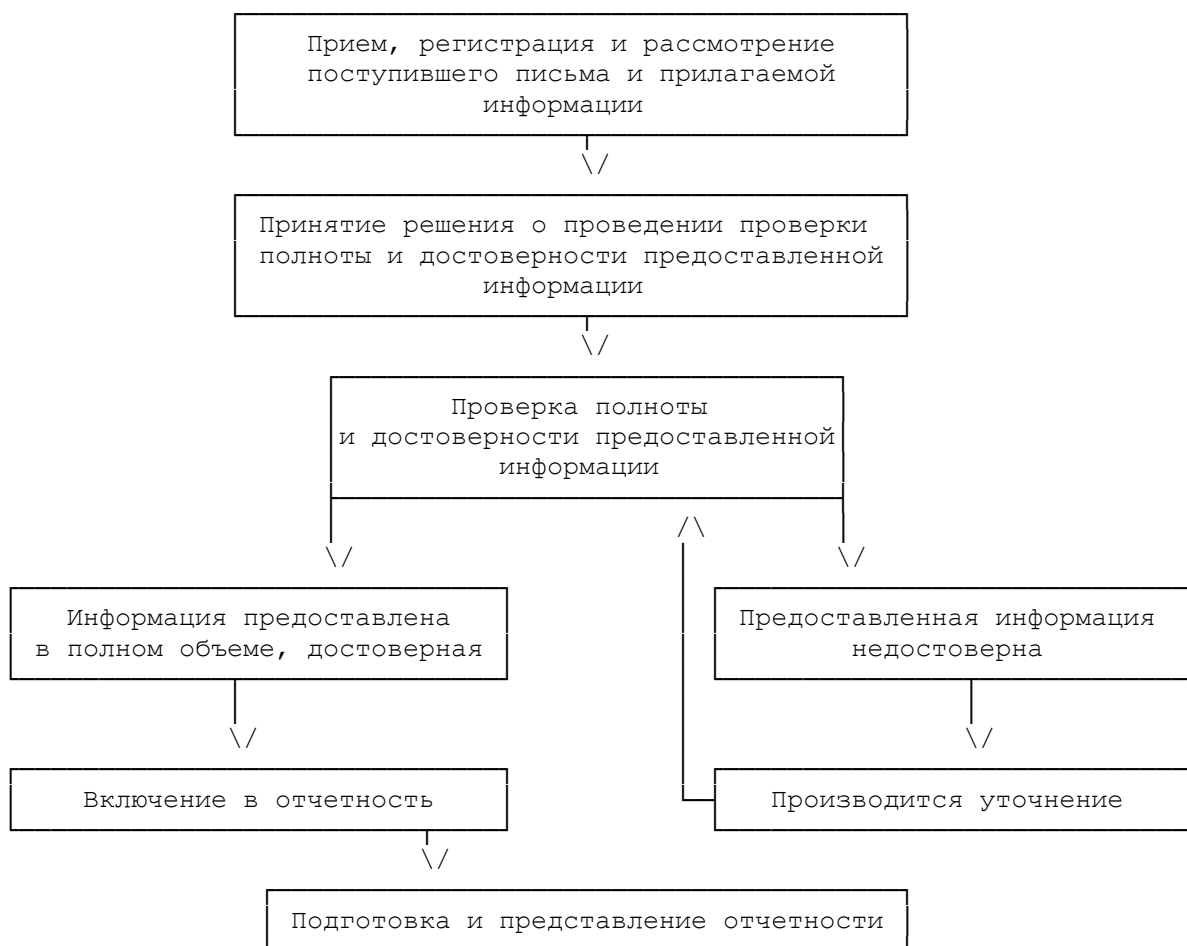 Прием, регистрация и рассмотрение
поступившего письма и прилагаемой
информации
Принятие решения о проведении проверки
полноты и достоверности предоставленной
информации
Проверка полноты
и достоверности предоставленной
информации
Информация предоставлена
в полном объеме, достоверная
Предоставленная информация
недостоверна
Включение в отчетность
Производится уточнение
Подготовка и представление отчетности